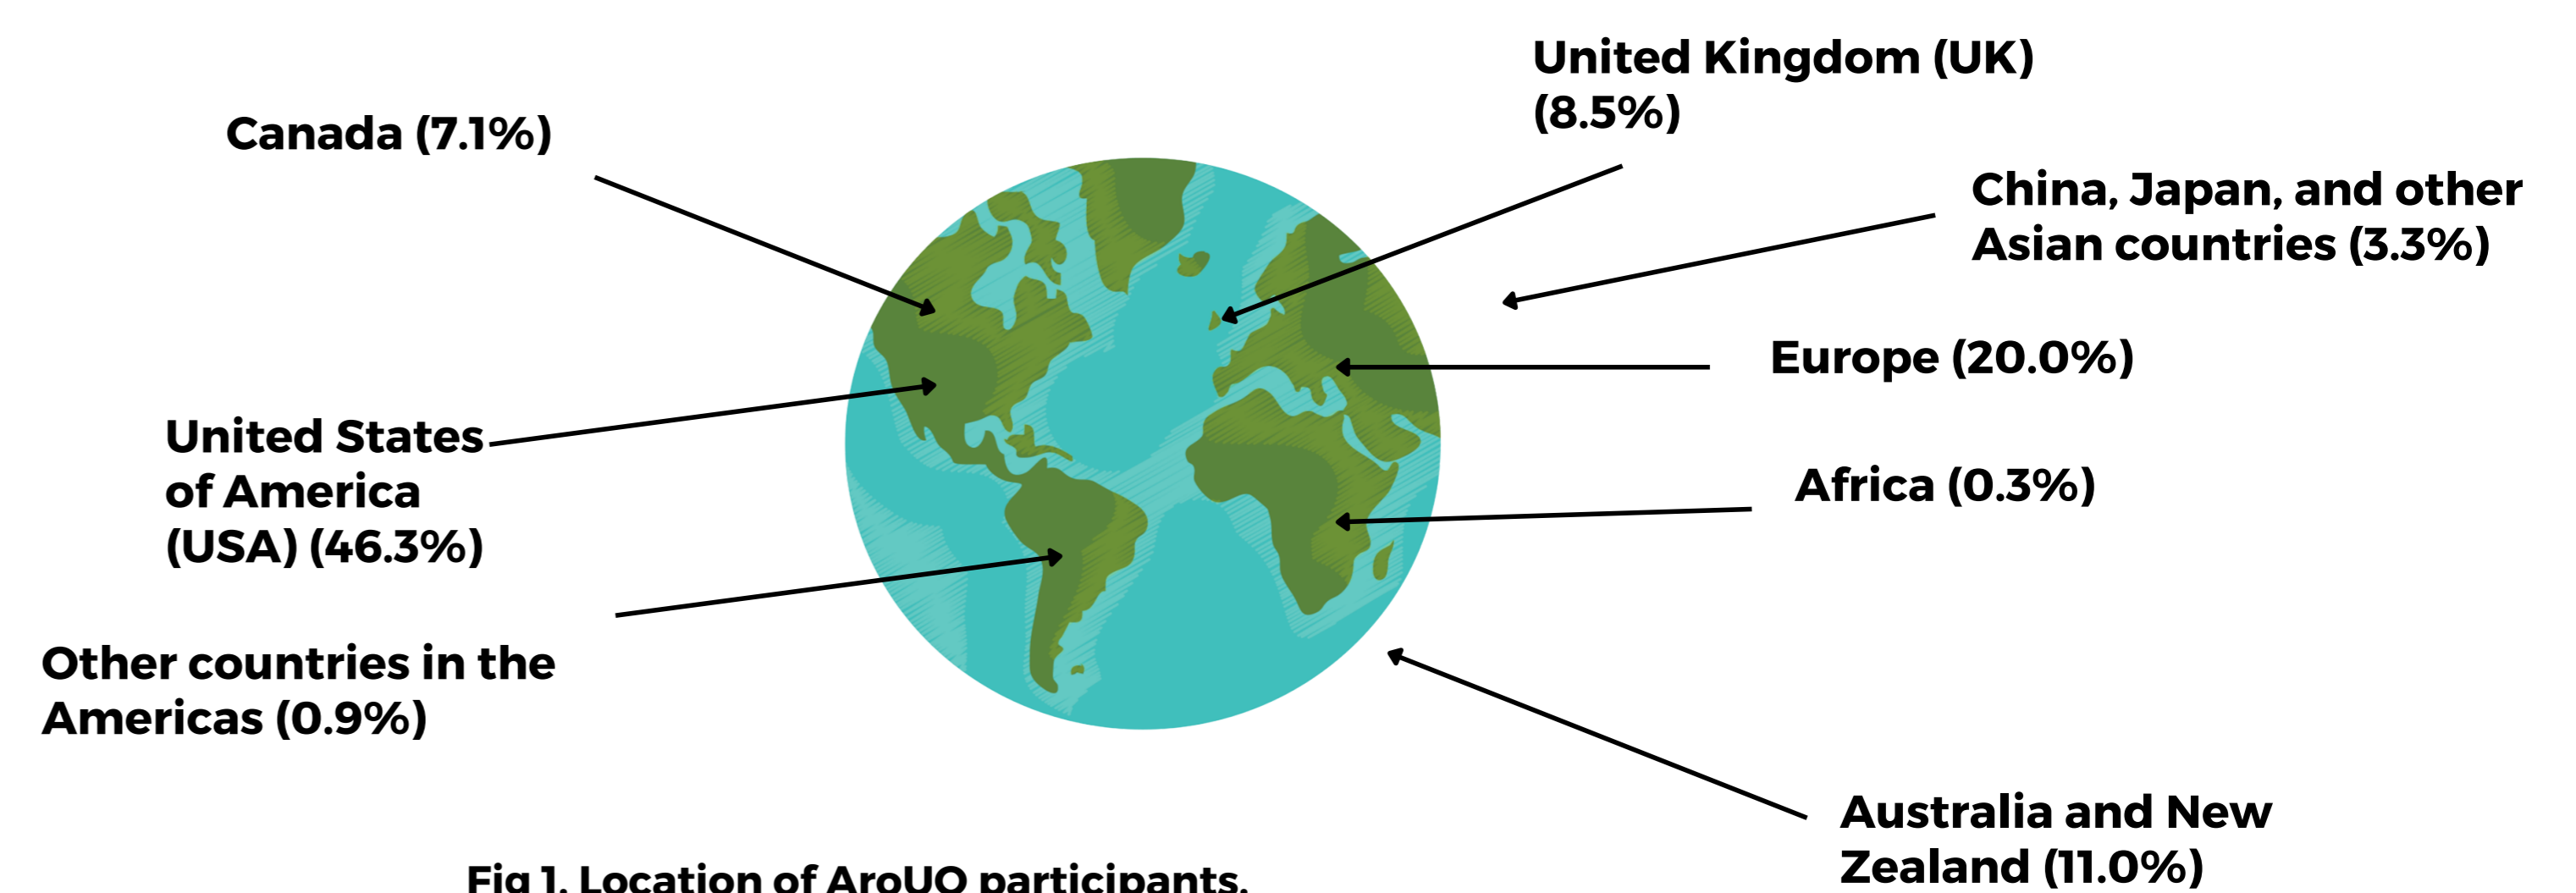 United Kingdom (UK)
(8.5%)
Canada (7.1%)
China, Japan, and other
Asian countries (3.3%)
Europe (20.0%)
United States
of America
(USA) (46.3%)
Africa (0.3%)
Other countries in the
Americas (0.9%)
Australia and New
Zealand (11.0%)
Fig 1. Location of AroUO participants.